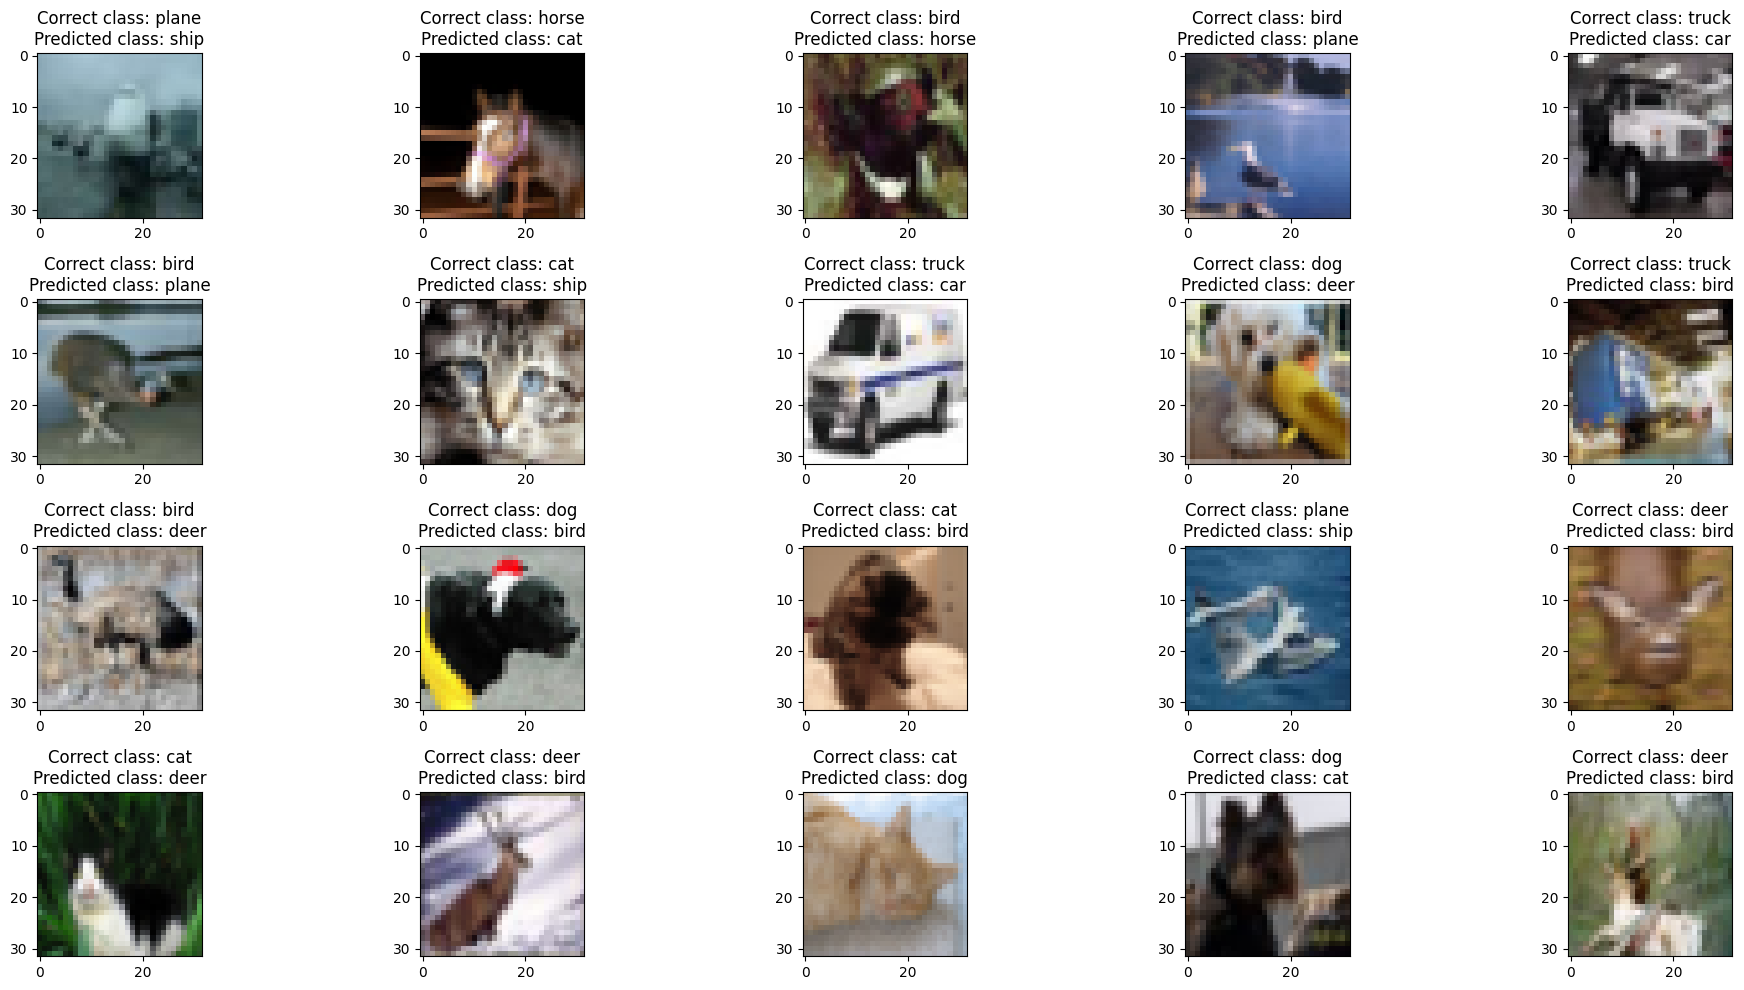 Correct class: plane
Predicted class: ship
Correct class: horse
Predicted class: cat
Correct class: bird
Predicted class: horse
Correct class: bird
Predicted class: plane
Correct class: truck
Predicted class: car
0
10
20
30
0 20
0
10
20
30
0 20
0
10
20
30
0 20
0
10
20
30
0 20
0
10
20
30
0 20
Correct class: bird
Predicted class: plane
Correct class: cat
Predicted class: ship
Correct class: truck
Predicted class: car
Correct class: dog
Predicted class: deer
Correct class: truck
Predicted class: bird
0
10
20
30
0 20
0
10
20
30
0 20
0
10
20
30
0 20
0
10
20
30
0 20
0
10
20
30
0 20
Correct class: bird
Predicted class: deer
Correct class: dog
Predicted class: bird
Correct class: cat
Predicted class: bird
Correct class: plane
Predicted class: ship
Correct class: deer
Predicted class: bird
0
10
20
30
0 20
0
10
20
30
0 20
0
10
20
30
0 20
0
10
20
30
0 20
0
10
20
30
0 20
Correct class: cat
Predicted class: deer
Correct class: deer
Predicted class: bird
Correct class: cat
Predicted class: dog
Correct class: dog
Predicted class: cat
Correct class: deer
Predicted class: bird
0
10
20
30
0 20
0
10
20
30
0 20
0
10
20
30
0 20
0
10
20
30
0 20
0
10
20
30
0 20